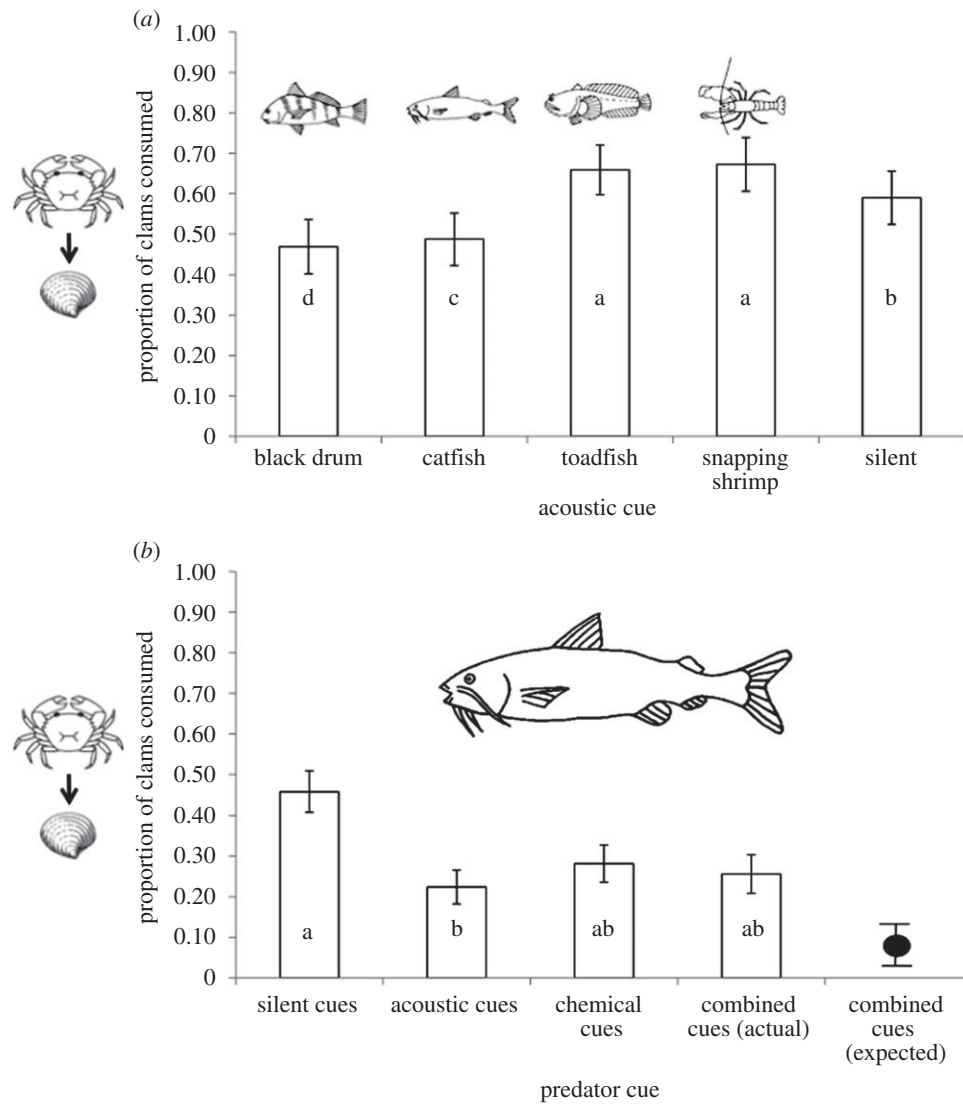 (a)
1.00
0.90
0.80
0.70
0.60
0.50
0.40
0.30
0.20
0.10
0
proportion of clams consumed
d
c
a
a
b
black drum
catfish
toadfish
snapping
shrimp
silent
acoustic cue
(b)
1.00
0.90
0.80
0.70
0.60
0.50
0.40
0.30
0.20
0.10
0
proportion of clams consumed
a
b
ab
ab
silent cues
acoustic cues
chemical
cues
combined
cues (actual)
combined
cues
(expected)
predator cue